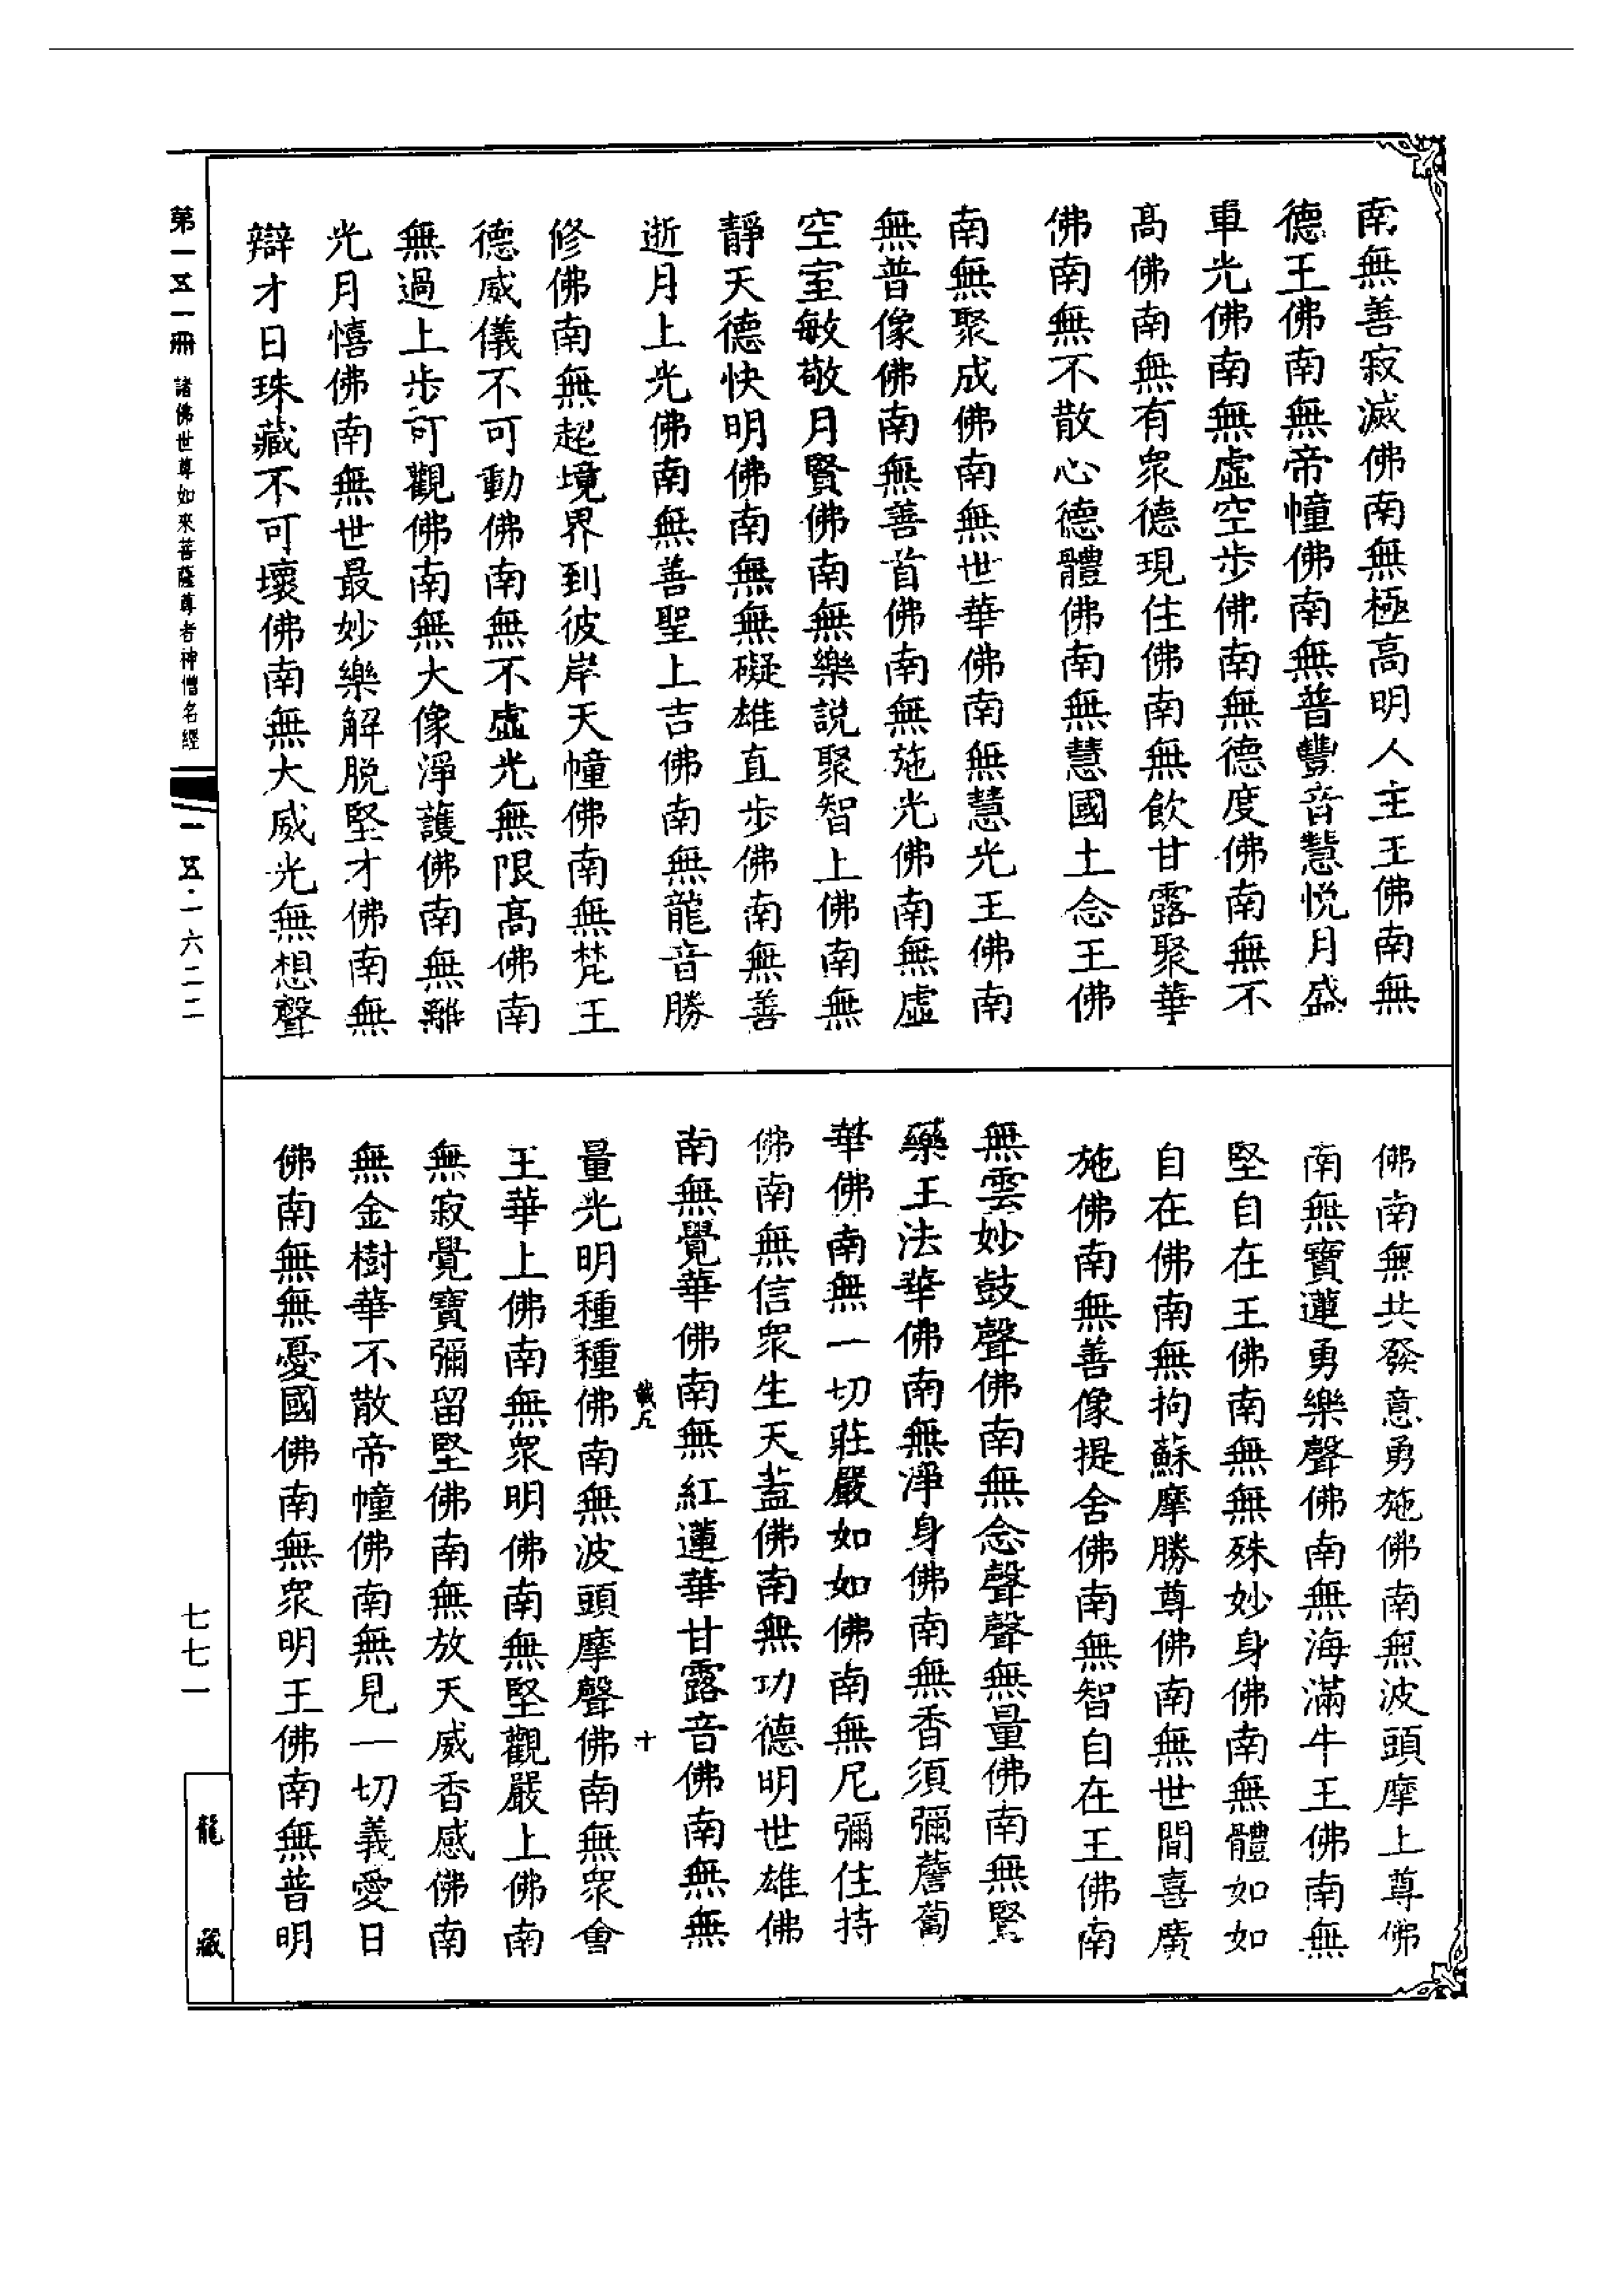 南無善寂滅佛南無極高明人主王佛南無
德王佛南無帝幢佛南無普豐音慧悅月盛
車光佛南無虛空步佛南無德度佛南無不
高佛南無有衆德現住佛南無飲甘露聚華
佛南無不散心德體佛南無慧國土念王佛
南無聚成佛南無世華佛南無慧光王佛南
無普像佛南無善首佛南無施光佛南無虛
空室敏敬月賢佛南無樂說聚智上佛南無
靜天德快明佛南無無礙雄直步佛南無善
逝月上光佛南無善聖上吉佛南無龍音勝
修佛南無起境界到彼岸天幢佛南無梵王
德威儀不可動佛南無不虛光無限高佛南
無過上步可觀佛南無大像淨護佛南無離
光月憘佛南無世最妙樂解脫堅才佛南無
辯才日珠藏不可壞佛南無大威光無想聲
佛南無共發意勇施佛南無波頭摩上尊佛
南無寶蓮勇樂聲佛南無海滿牛王佛南無
堅自在王佛南無無殊妙身佛南無體如如
自在佛南無拘蘇摩勝尊佛南無世間喜廣
施佛南無善像提舍佛南無智自在王佛南
無雲妙鼓聲佛南無念聲聲無量佛南無賢
藥王法華佛南無淨身佛南無香須彌薝蔔
華佛南無一切莊嚴如如佛南無尼彌住持
佛南無信衆生天蓋佛南無功德明世雄佛
南無覺華佛南無紅蓮華甘露音佛南無無
量光明種種佛南無波頭摩聲佛南無衆會
王華上佛南無衆明佛南無堅觀嚴上佛南
無寂覺寶彌留堅佛南無放天威香感佛南
無金樹華不散帝幢佛南無見一切義愛日
佛南無無憂國佛南無衆明王佛南無普明
十
第一五一冊 諸佛世尊如來菩薩尊者神僧名經
一五·一六二二
七七一
龍藏